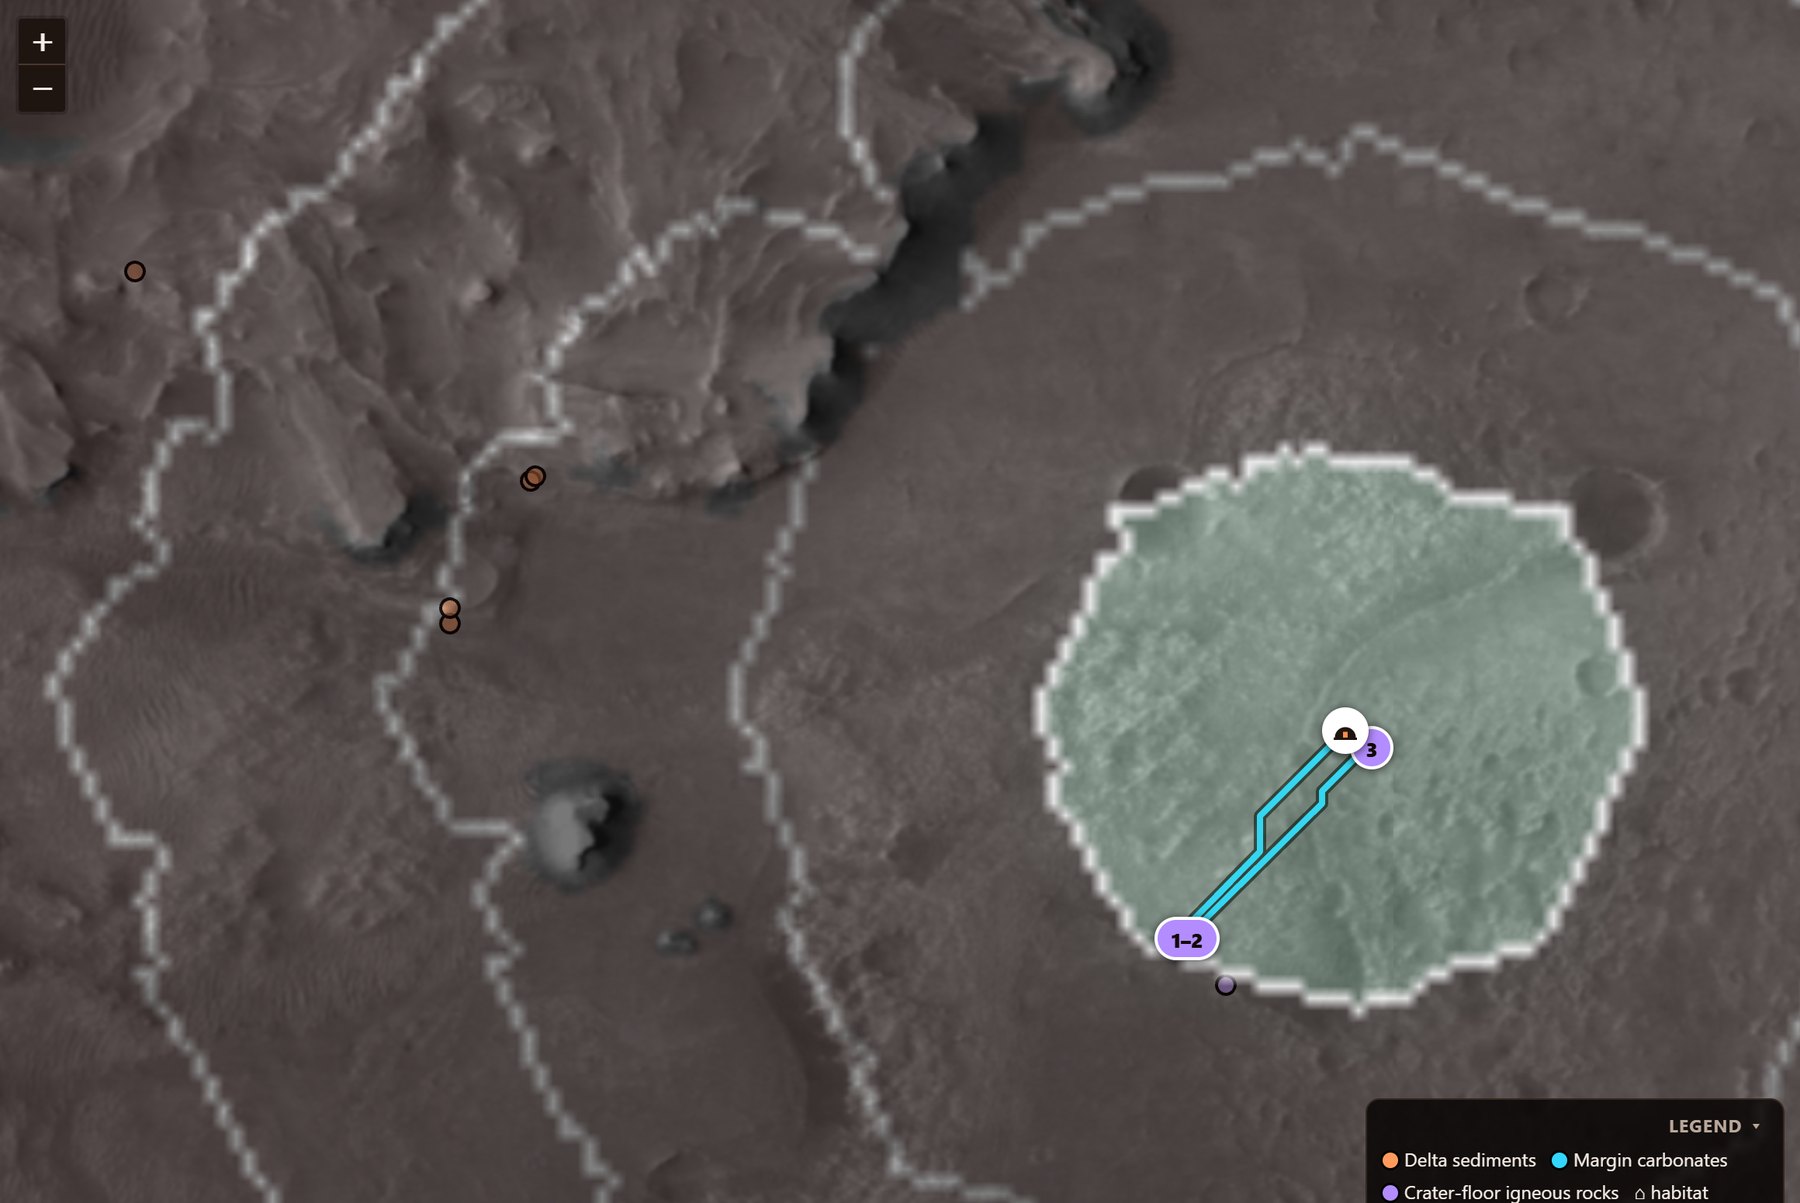 +
−
3
1–2
LEGEND ▾
Delta sediments Margin carbonates
Crater-floor igneous rocks ⌂ habitat